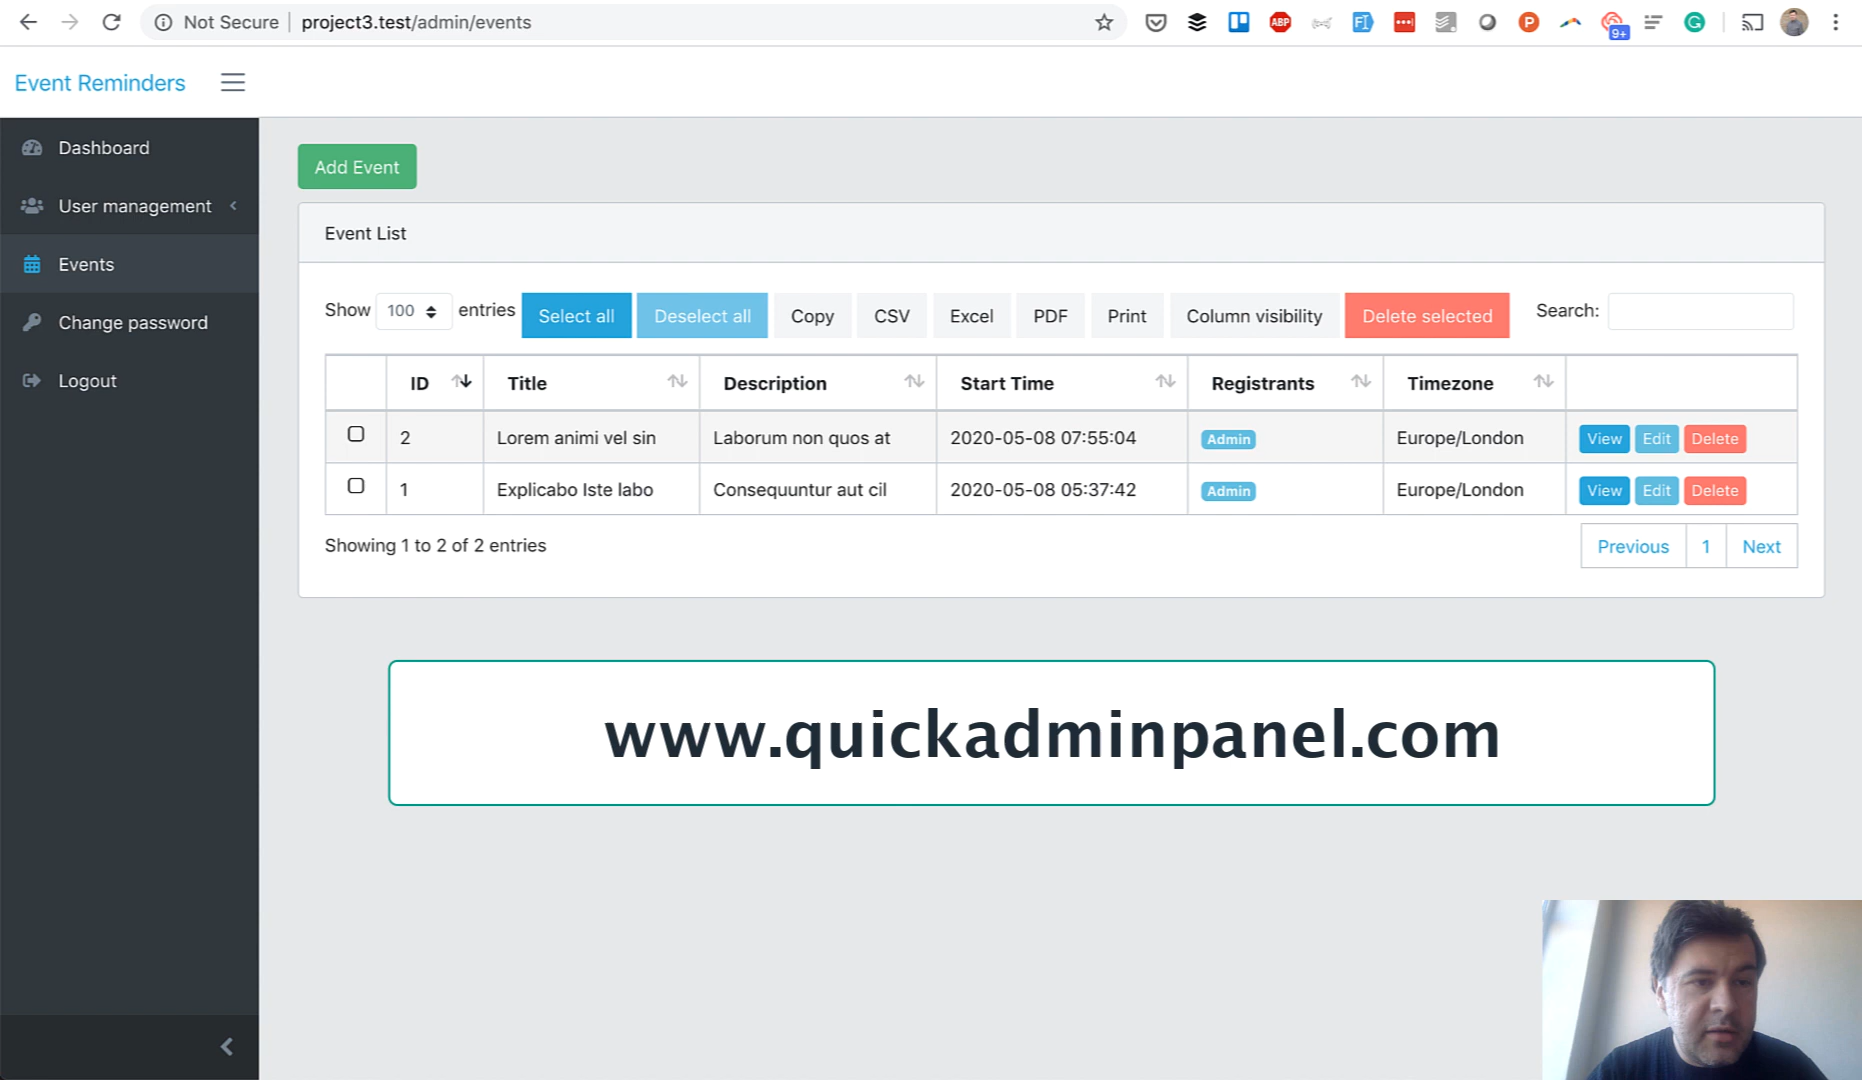 Not Secure | project3.test/admin/events
ABP
FI
P
9+
G
Event Reminders
Dashboard
User management
Events
Change password
Logout
Add Event
Event List
Show 100 entries Select all Deselect all Copy CSV Excel PDF Print Column visibility Delete selected Search:
ID Title Description Start Time Registrants Timezone
2 Lorem animi vel sin Laborum non quos at 2020-05-08 07:55:04 Admin Europe/London View Edit Delete
1 Explicabo Iste labo Consequuntur aut cil 2020-05-08 05:37:42 Admin Europe/London View Edit Delete
Showing 1 to 2 of 2 entries
Previous 1 Next
www.quickadminpanel.com